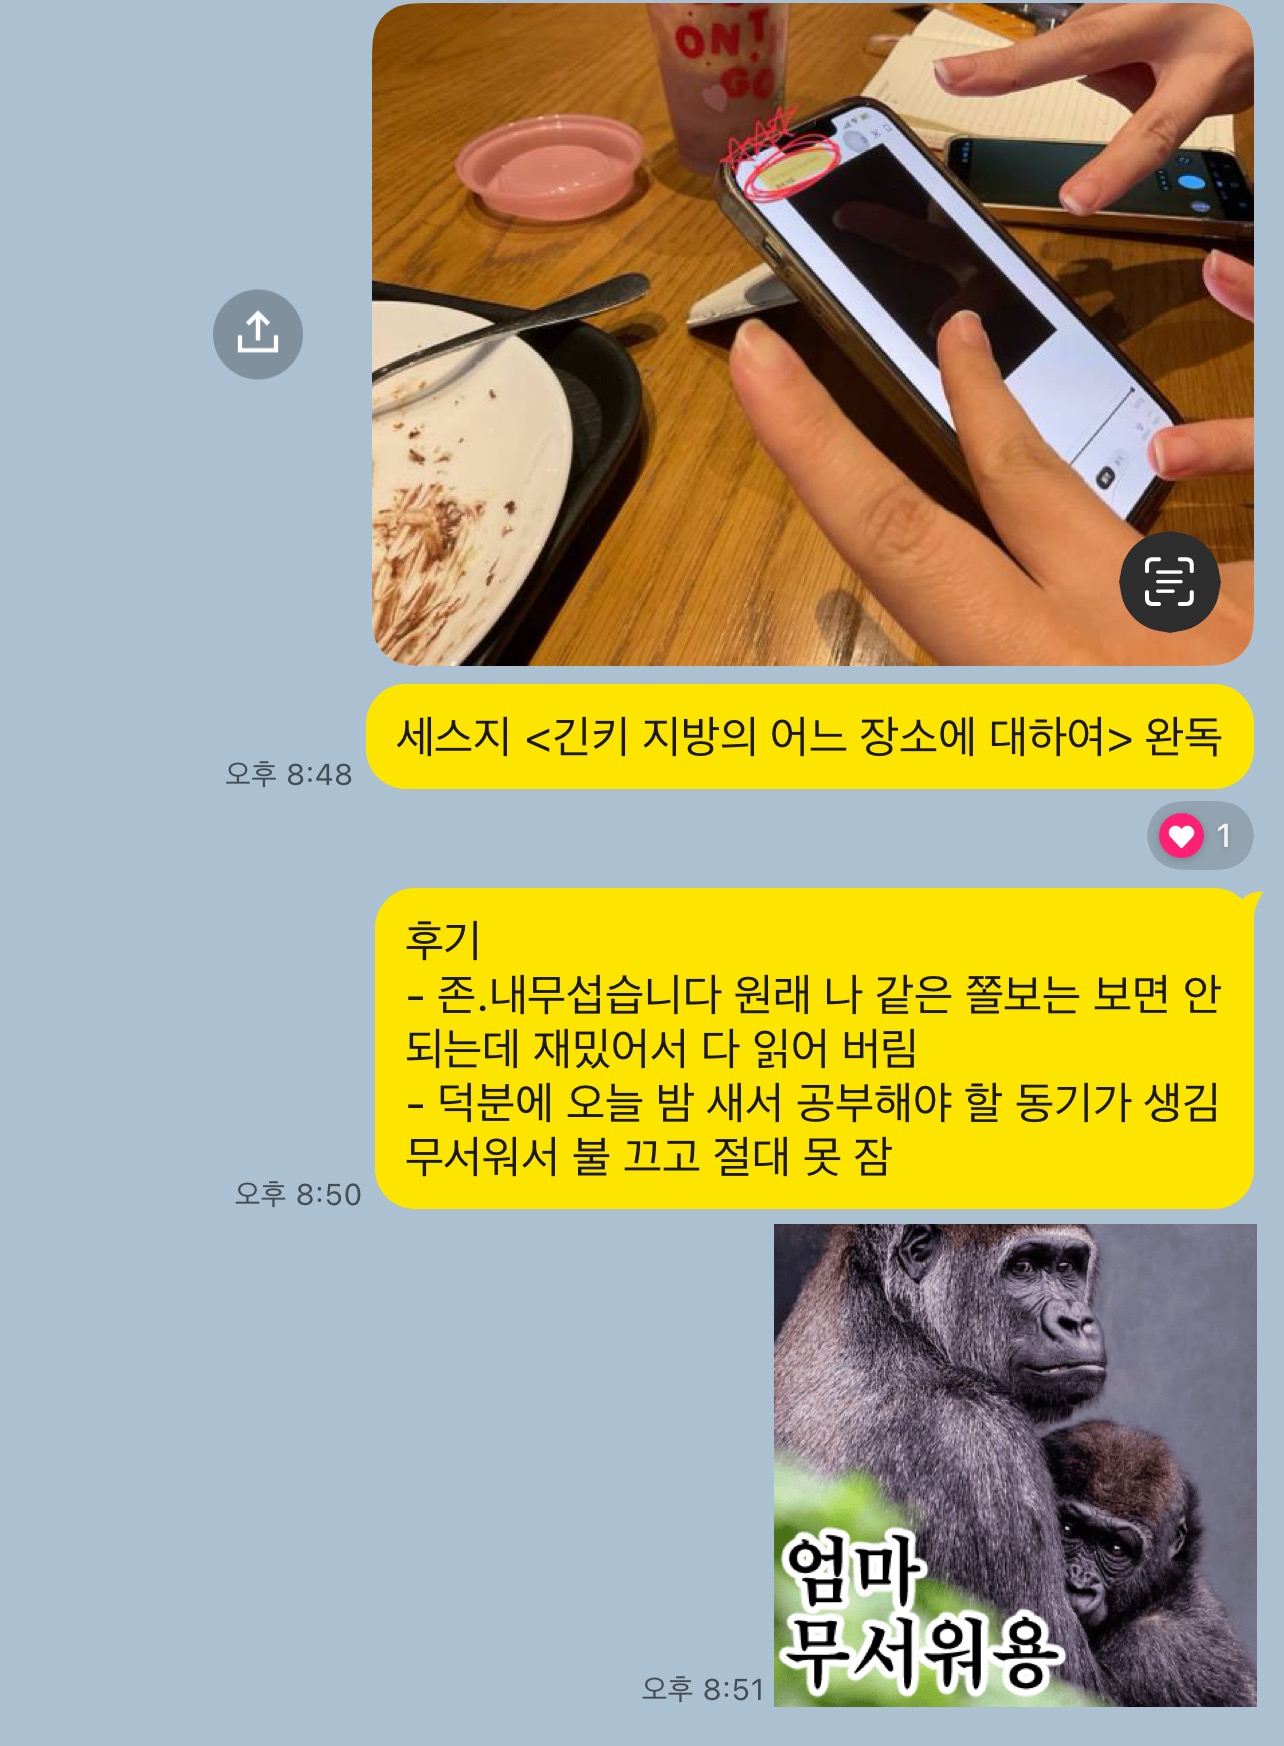 ONT
GO
세스지 <긴키 지방의 어느 장소에 대하여> 완독
오후 8:48
1
후기
- 존.내무섭습니다 원래 나 같은 쫄보는 보면 안
되는데 재밌어서 다 읽어 버림
- 덕분에 오늘 밤 새서 공부해야 할 동기가 생김
무서워서 불 끄고 절대 못 잠
오후 8:50
엄마
무서워용
오후 8:51